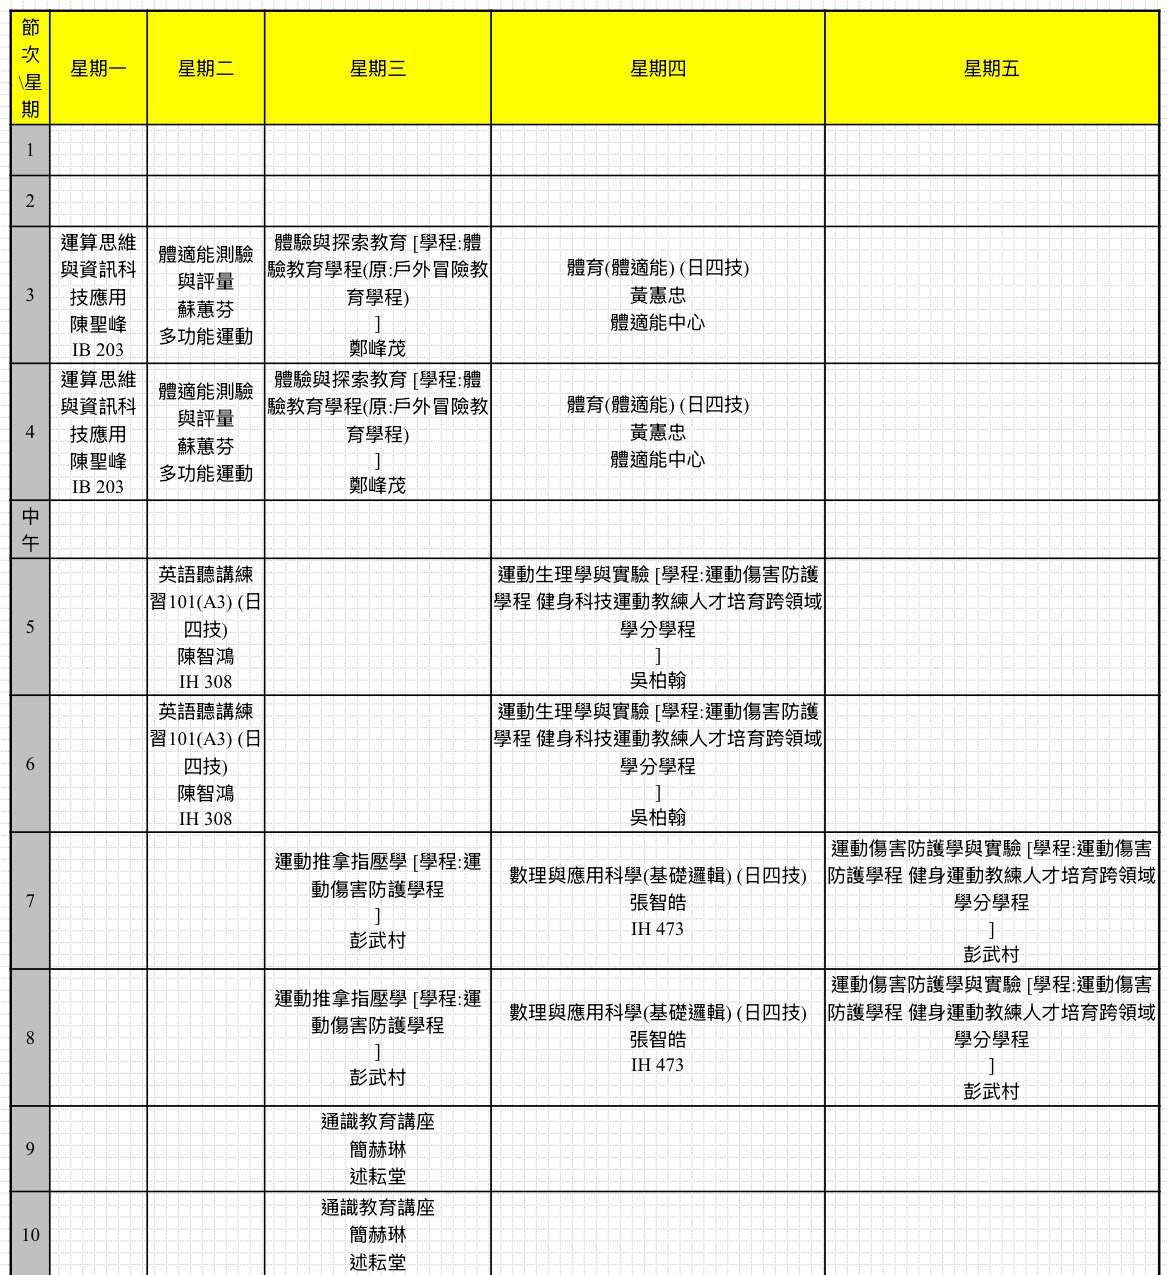 節
次
\星
期
星期一
星期二
星期三
星期四
星期五
1
2
3
運算思維
與資訊科
技應用
陳聖峰
IB 203
體適能測驗
與評量
蘇蕙芬
多功能運動
體驗與探索教育 [學程:體
驗教育學程(原:戶外冒險教
育學程)
]
鄭峰茂
體育(體適能) (日四技)
黃憲忠
體適能中心
4
運算思維
與資訊科
技應用
陳聖峰
IB 203
體適能測驗
與評量
蘇蕙芬
多功能運動
體驗與探索教育 [學程:體
驗教育學程(原:戶外冒險教
育學程)
]
鄭峰茂
體育(體適能) (日四技)
黃憲忠
體適能中心
中
午
5
英語聽講練
習101(A3) (日
四技)
陳智鴻
IH 308
運動生理學與實驗 [學程:運動傷害防護
學程 健身科技運動教練人才培育跨領域
學分學程
]
吳柏翰
6
英語聽講練
習101(A3) (日
四技)
陳智鴻
IH 308
運動生理學與實驗 [學程:運動傷害防護
學程 健身科技運動教練人才培育跨領域
學分學程
]
吳柏翰
7
運動推拿指壓學 [學程:運
動傷害防護學程
]
彭武村
數理與應用科學(基礎邏輯) (日四技)
張智皓
IH 473
運動傷害防護學與實驗 [學程:運動傷害
防護學程 健身運動教練人才培育跨領域
學分學程
]
彭武村
8
運動推拿指壓學 [學程:運
動傷害防護學程
]
彭武村
數理與應用科學(基礎邏輯) (日四技)
張智皓
IH 473
運動傷害防護學與實驗 [學程:運動傷害
防護學程 健身運動教練人才培育跨領域
學分學程
]
彭武村
9
通識教育講座
簡赫琳
述耘堂
10
通識教育講座
簡赫琳
述耘堂